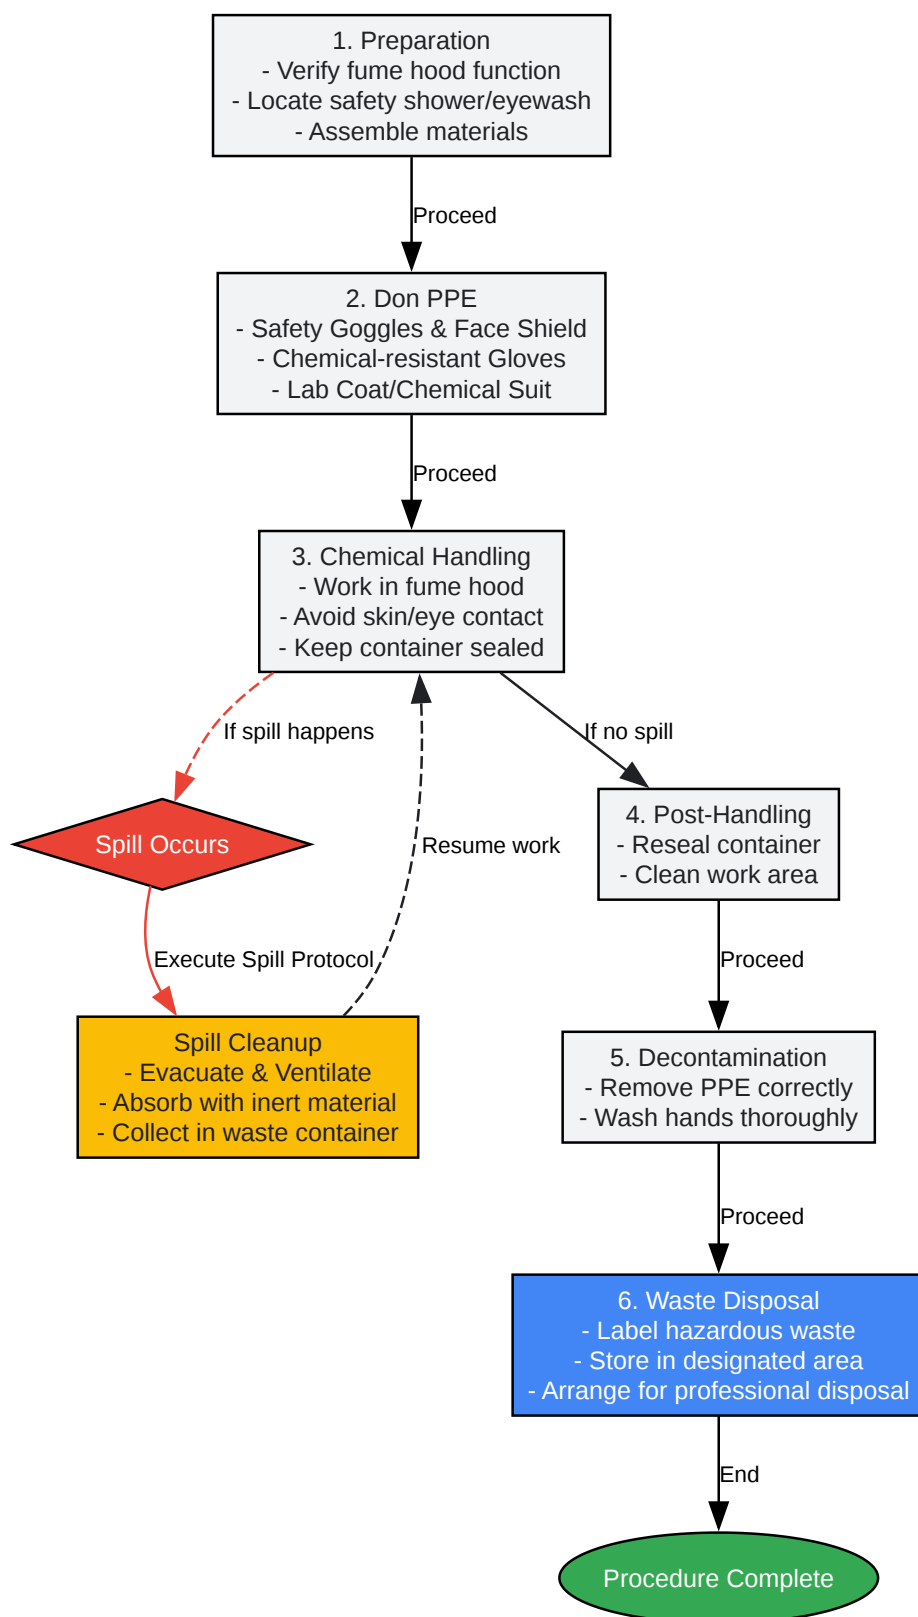 1. Preparation
- Verify fume hood function
- Locate safety shower/eyewash
- Assemble materials
Proceed
2. Don PPE
- Safety Goggles & Face Shield
- Chemical-resistant Gloves
- Lab Coat/Chemical Suit
Proceed
3. Chemical Handling
- Work in fume hood
- Avoid skin/eye contact
- Keep container sealed
If spill happens
If no spill
Spill Occurs
Resume work
4. Post-Handling
- Reseal container
- Clean work area
Execute Spill Protocol
Proceed
Spill Cleanup
- Evacuate & Ventilate
- Absorb with inert material
- Collect in waste container
5. Decontamination
- Remove PPE correctly
- Wash hands thoroughly
Proceed
6. Waste Disposal
- Label hazardous waste
- Store in designated area
- Arrange for professional disposal
End
Procedure Complete